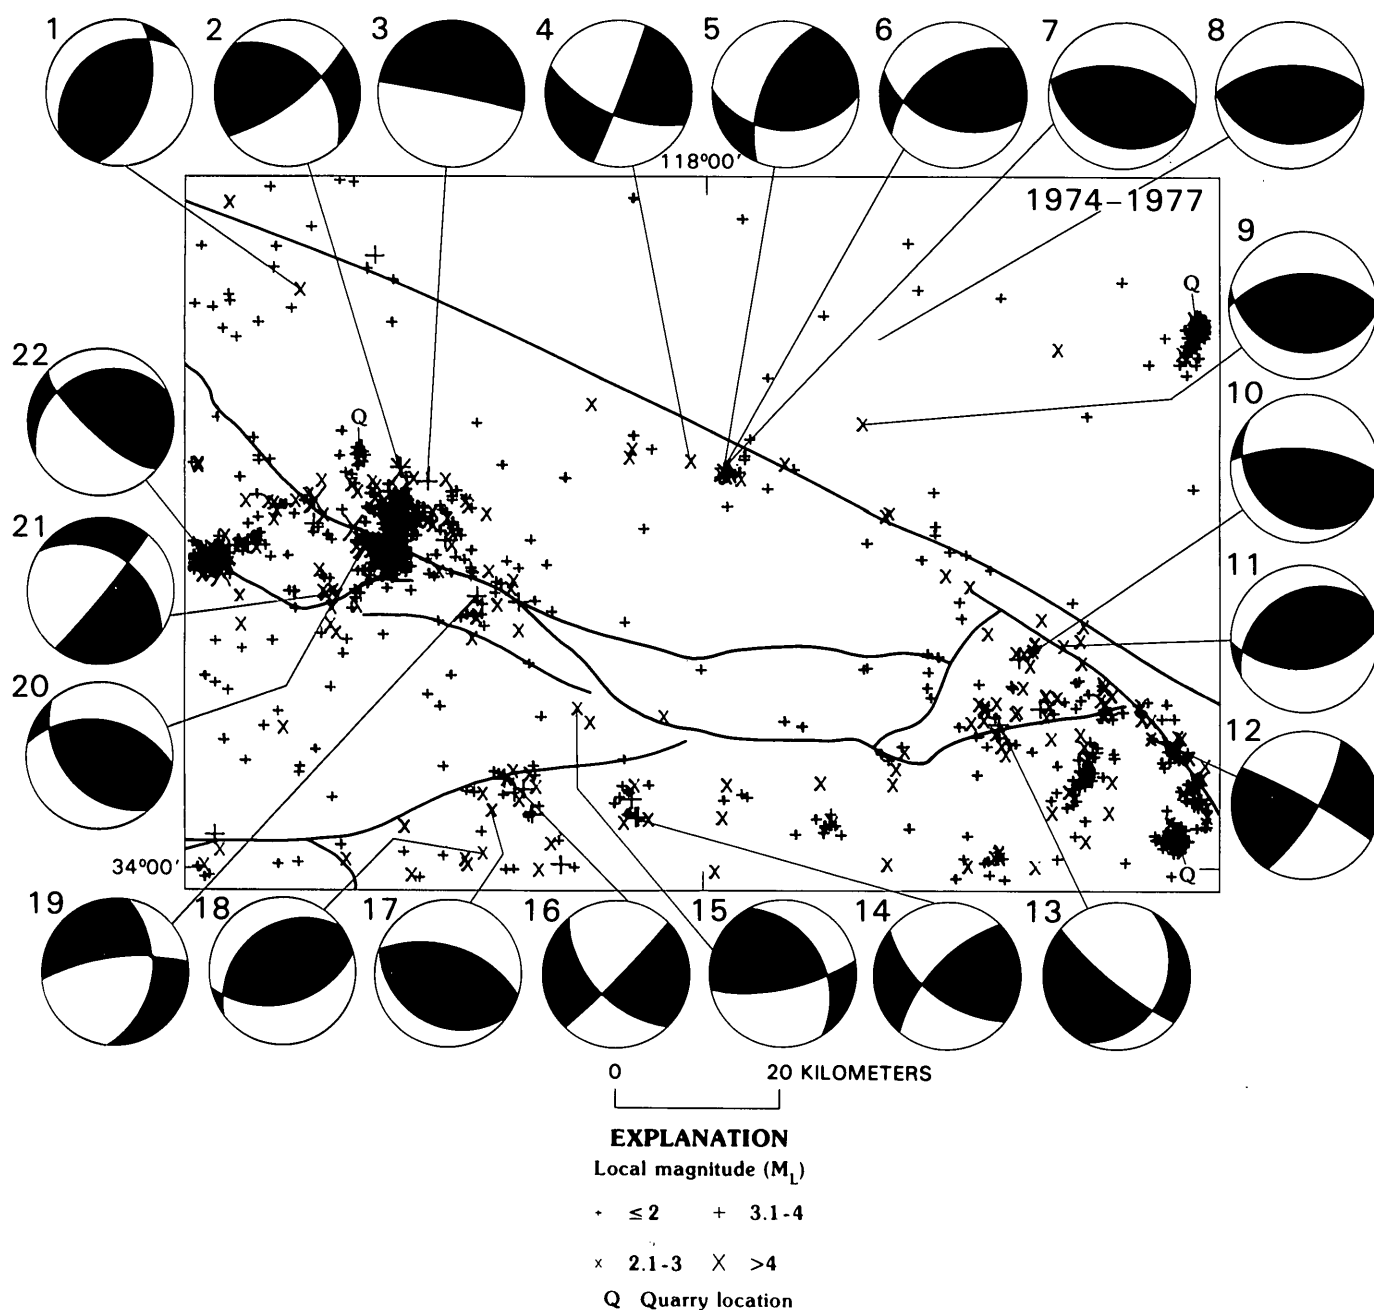 1 2 3 4 5 6 7 8
118°00'
1974–1977
9
Q
22
10
Q
21
11
20
12
34°00'
Q
19 18 17 16 15 14 13
0 20 KILOMETERS
EXPLANATION
Local magnitude (ML)
+ ≤2 + 3.1-4
x 2.1-3 X >4
Q Quarry location